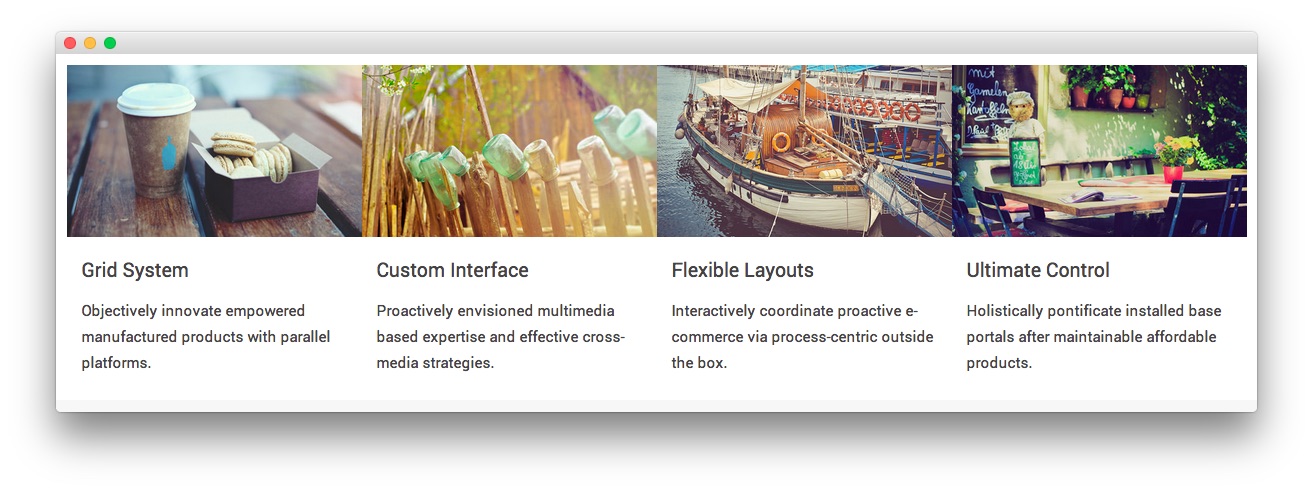 mit
Gamelen
Grid System
Objectively innovate empowered
manufactured products with parallel
platforms.
Custom Interface
Proactively envisioned multimedia
based expertise and effective cross-
media strategies.
Flexible Layouts
Interactively coordinate proactive e-
commerce via process-centric outside
the box.
Ultimate Control
Holistically pontificate installed base
portals after maintainable affordable
products.